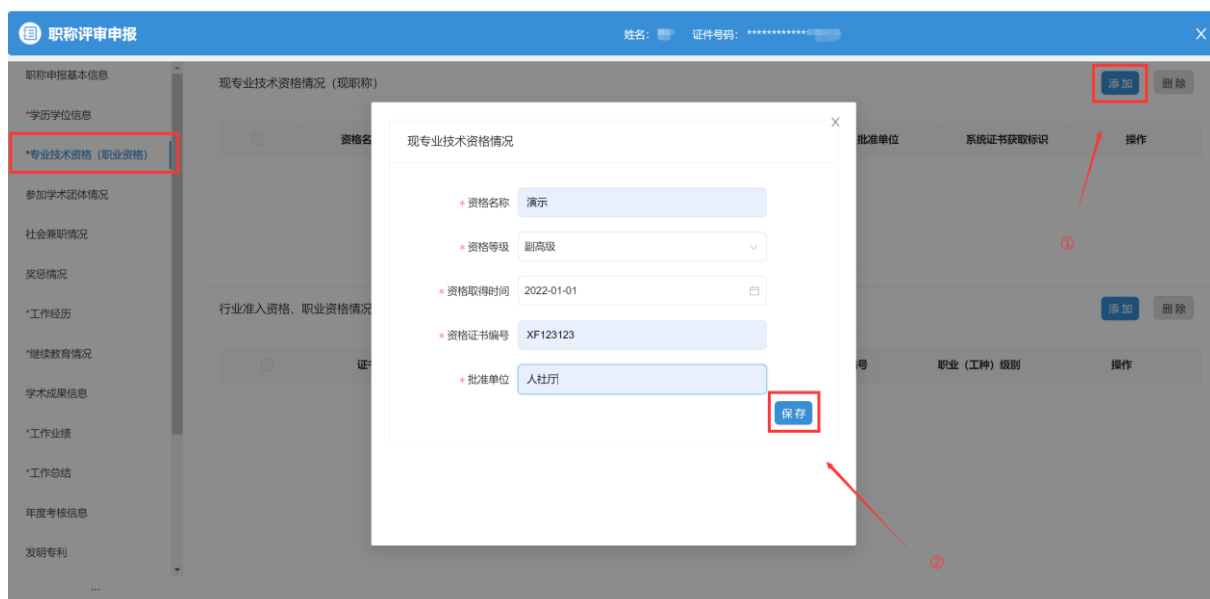 职称评审申报
姓名：
证件号码：************
X
职称申报基本信息
*学历学位信息
*专业技术资格（职业资格）
参加学术团体情况
社会兼职情况
奖惩情况
*工作经历
*继续教育情况
学术成果信息
*工作业绩
*工作总结
年度考核信息
发明专利
...
现专业技术资格情况（现职称）
添加
删除
资格名
批准单位
系统证书获取标识
操作
①
行业准入资格、职业资格情况
添加
删除
职业（工种）级别
操作
现专业技术资格情况
X
*资格名称 演示
*资格等级 副高级
*资格取得时间 2022-01-01
*资格证书编号 XF123123
*批准单位 人社厅
保存
②